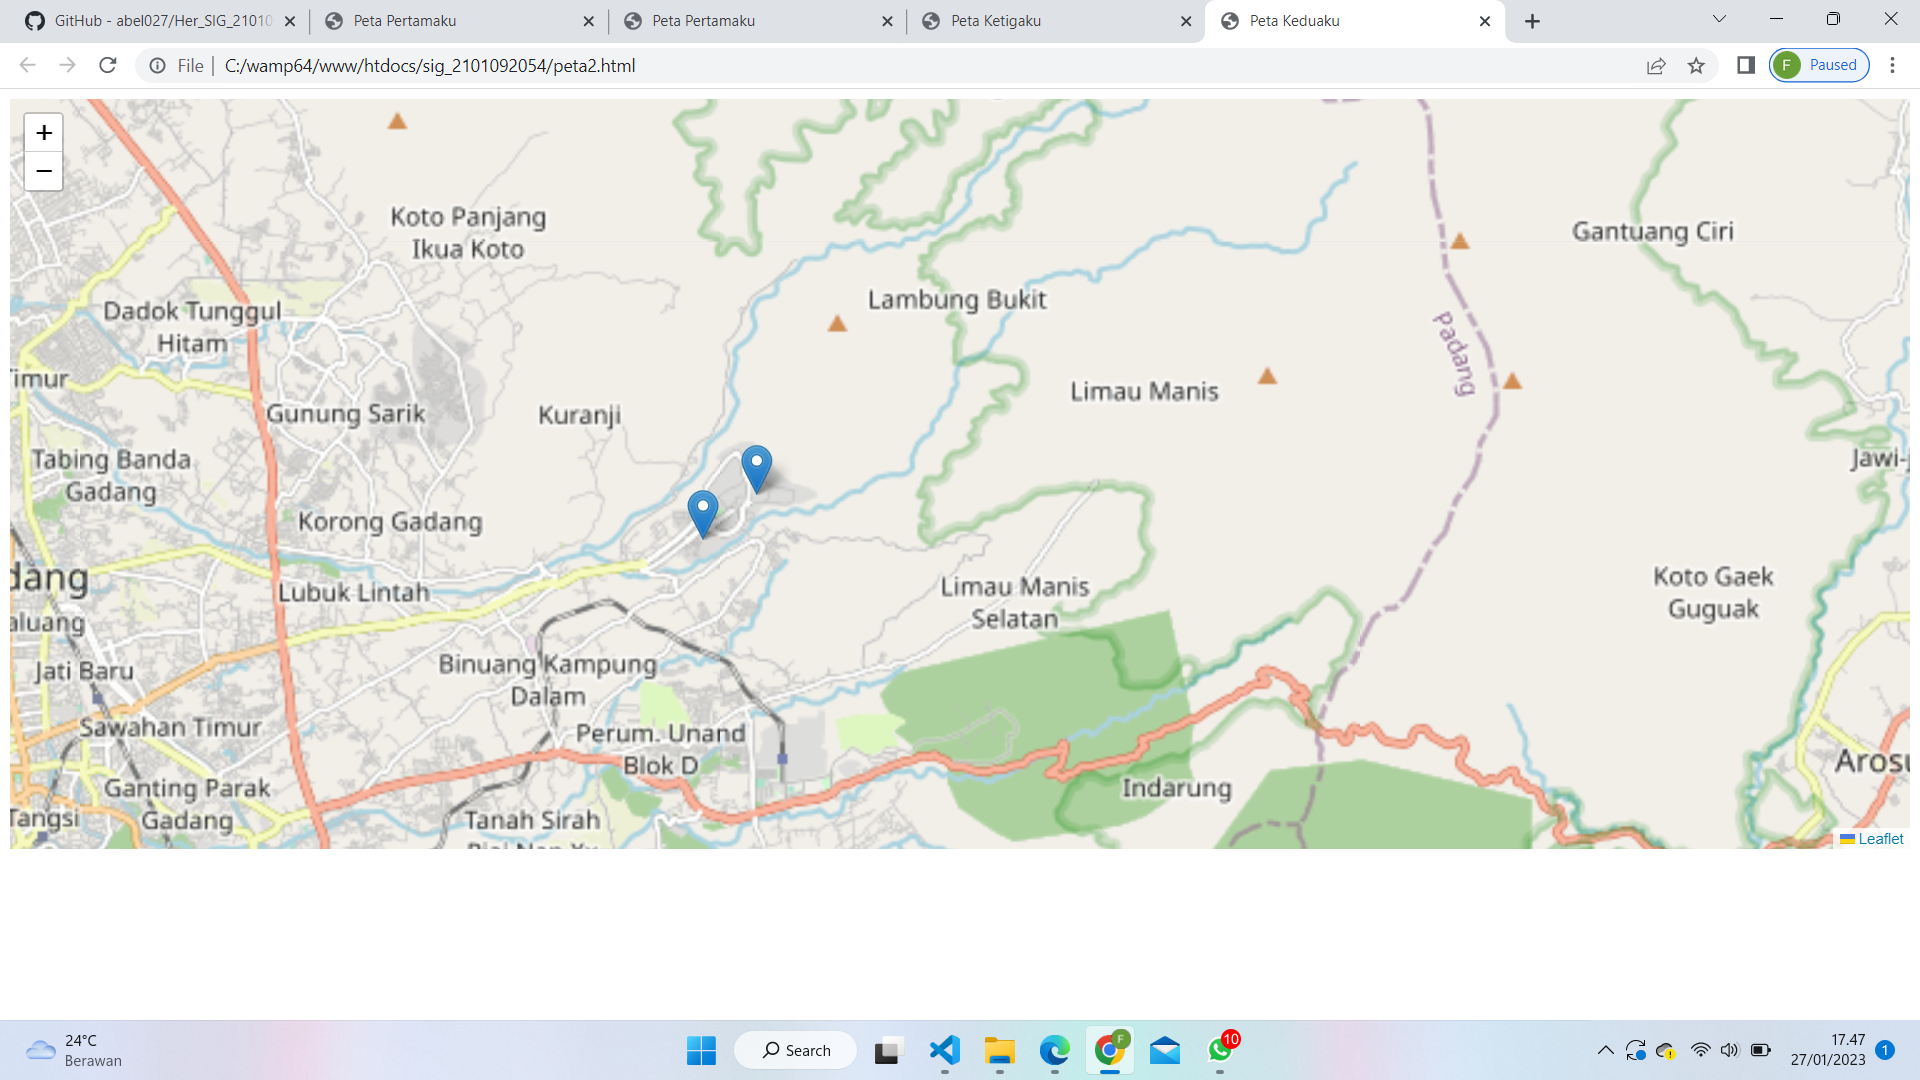 GitHub - abel027/Her_SIG_21010
Peta Pertamaku
Peta Pertamaku
Peta Ketigaku
Peta Keduaku
File
C:/wamp64/www/htdocs/sig_2101092054/peta2.html
F
Paused
+
−
Koto Panjang
Ikua Koto
Gantuang Ciri
Lambung Bukit
Dadok Tunggul
Hitam
Padang
Timur
Limau Manis
Gunung Sarik
Kuranji
Tabing Banda
Gadang
Jawi-j
Korong Gadang
dang
Lubuk Lintah
Limau Manis
Selatan
Koto Gaek
Guguak
aluang
Jati Baru
Binuang Kampung
Dalam
Sawahan Timur
Perum. Unand
Blok D
Arosu
Ganting Parak
Gadang
Indarung
Tangsi
Tanah Sirah
Leaflet
24°C
Berawan
Search
F
10
17.47
27/01/2023
1